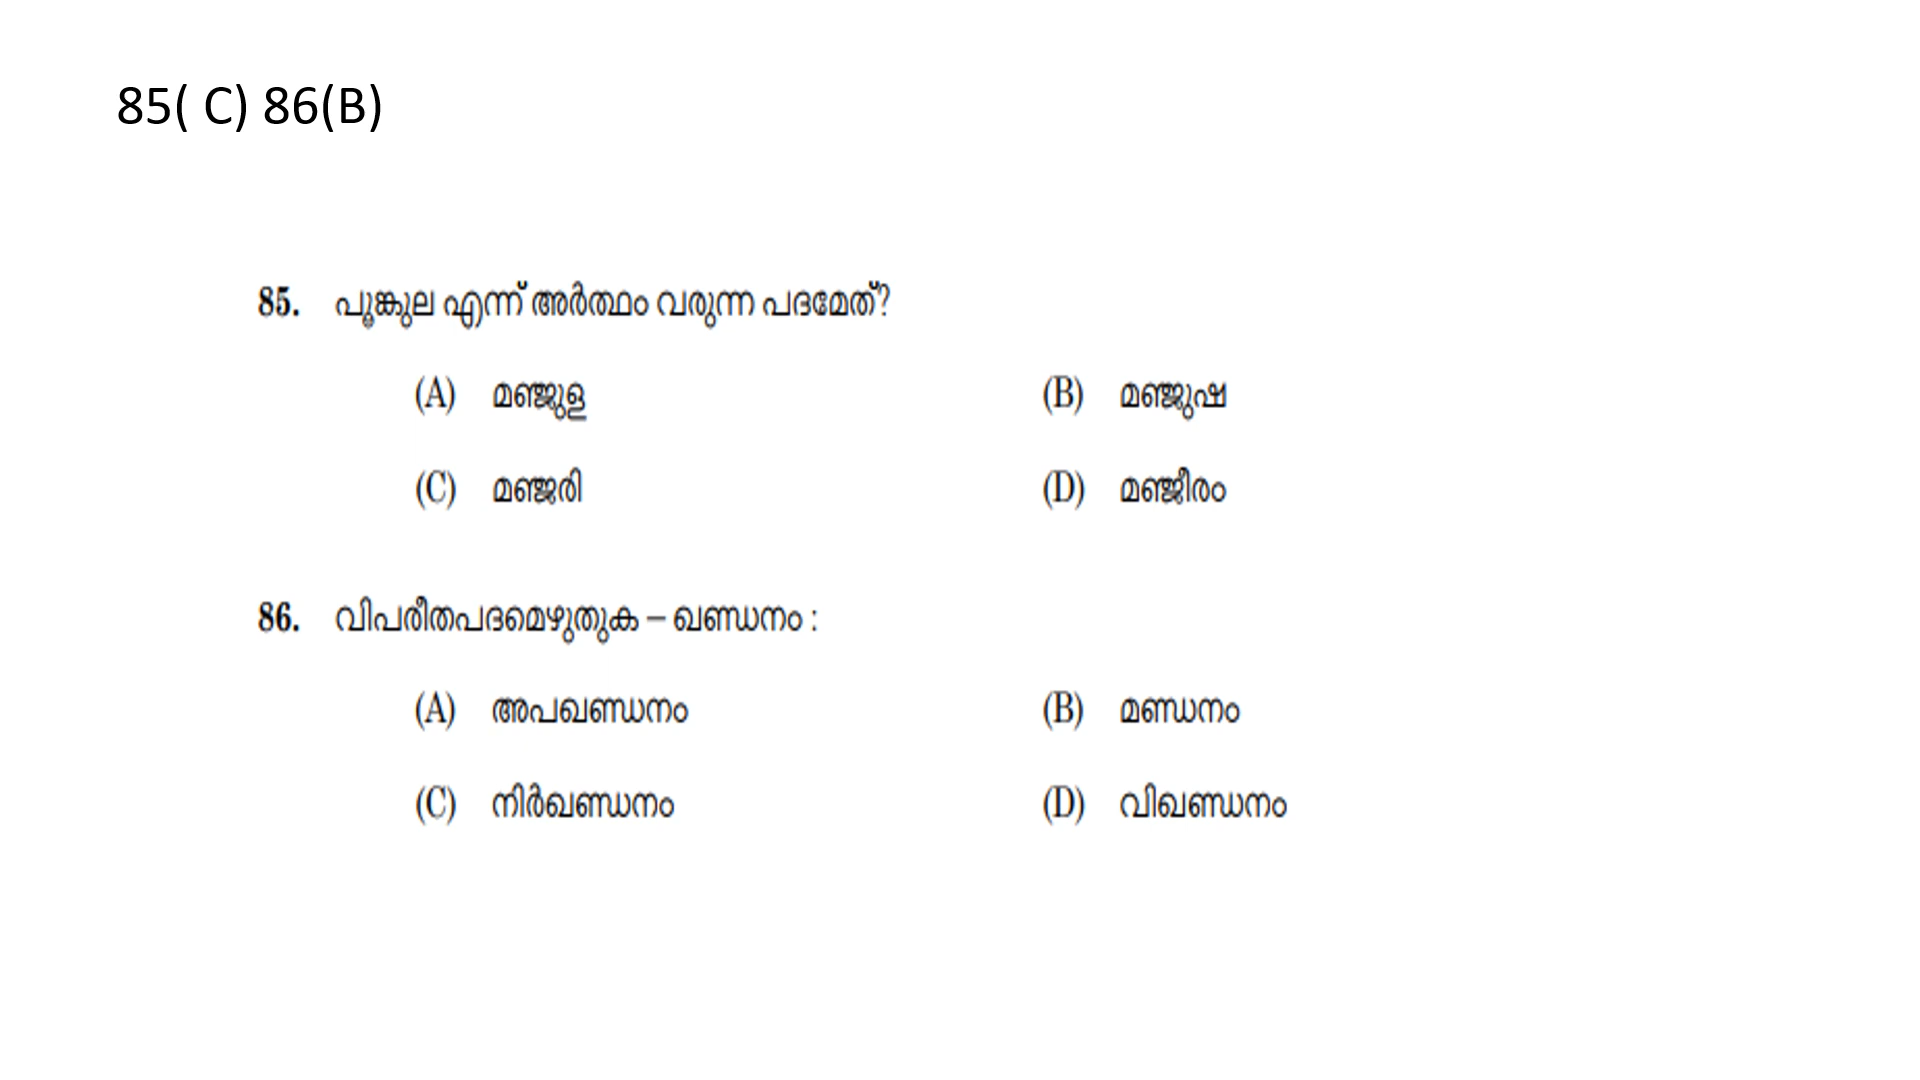 85( C) 86(B)
85. പൂങ്കുല എന്ന് അർത്ഥം വരുന്ന പദമേത്?
(A) മഞ്ജുള (B) മഞ്ജുഷ
(C) മഞ്ജരി (D) മഞ്ജീരം
86. വിപരീതപദമെഴുതുക – ഖണ്ഡനം :
(A) അപഖണ്ഡനം (B) മണ്ഡനം
(C) നിർഖണ്ഡനം (D) വിഖണ്ഡനം